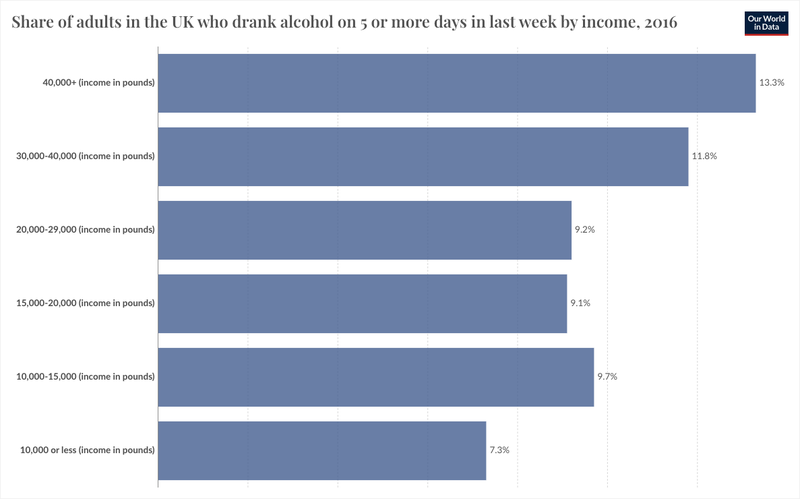 Share of adults in the UK who drank alcohol on 5 or more days in last week by income, 2016
Our World
in Data
40,000+ (income in pounds)
13.3%
30,000-40,000 (income in pounds)
11.8%
20,000-29,000 (income in pounds)
9.2%
15,000-20,000 (income in pounds)
9.1%
10,000-15,000 (income in pounds)
9.7%
10,000 or less (income in pounds)
7.3%